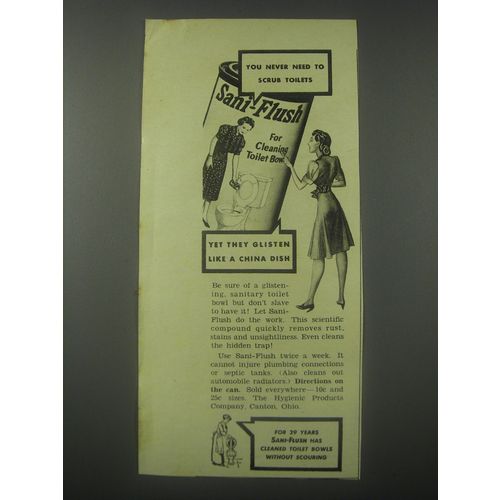 YOU NEVER NEED TO
SCRUB TOILETS
Sani-Flush
For
Cleaning
Toilet Bowl
YET THEY GLISTEN
LIKE A CHINA DISH
Be sure of a glisten-
ing, sanitary toilet
bowl but don't slave
to have it! Let Sani-
Flush do the work. This scientific
compound quickly removes rust,
stains and unsightliness. Even cleans
the hidden trap!
Use Sani-Flush twice a week. It
cannot injure plumbing connections
or septic tanks. (Also cleans out
automobile radiators.) Directions on
the can. Sold everywhere—10c and
25c sizes. The Hygienic Products
Company, Canton, Ohio.
FOR 29 YEARS
SANI-FLUSH HAS
CLEANED TOILET BOWLS
WITHOUT SCOURING